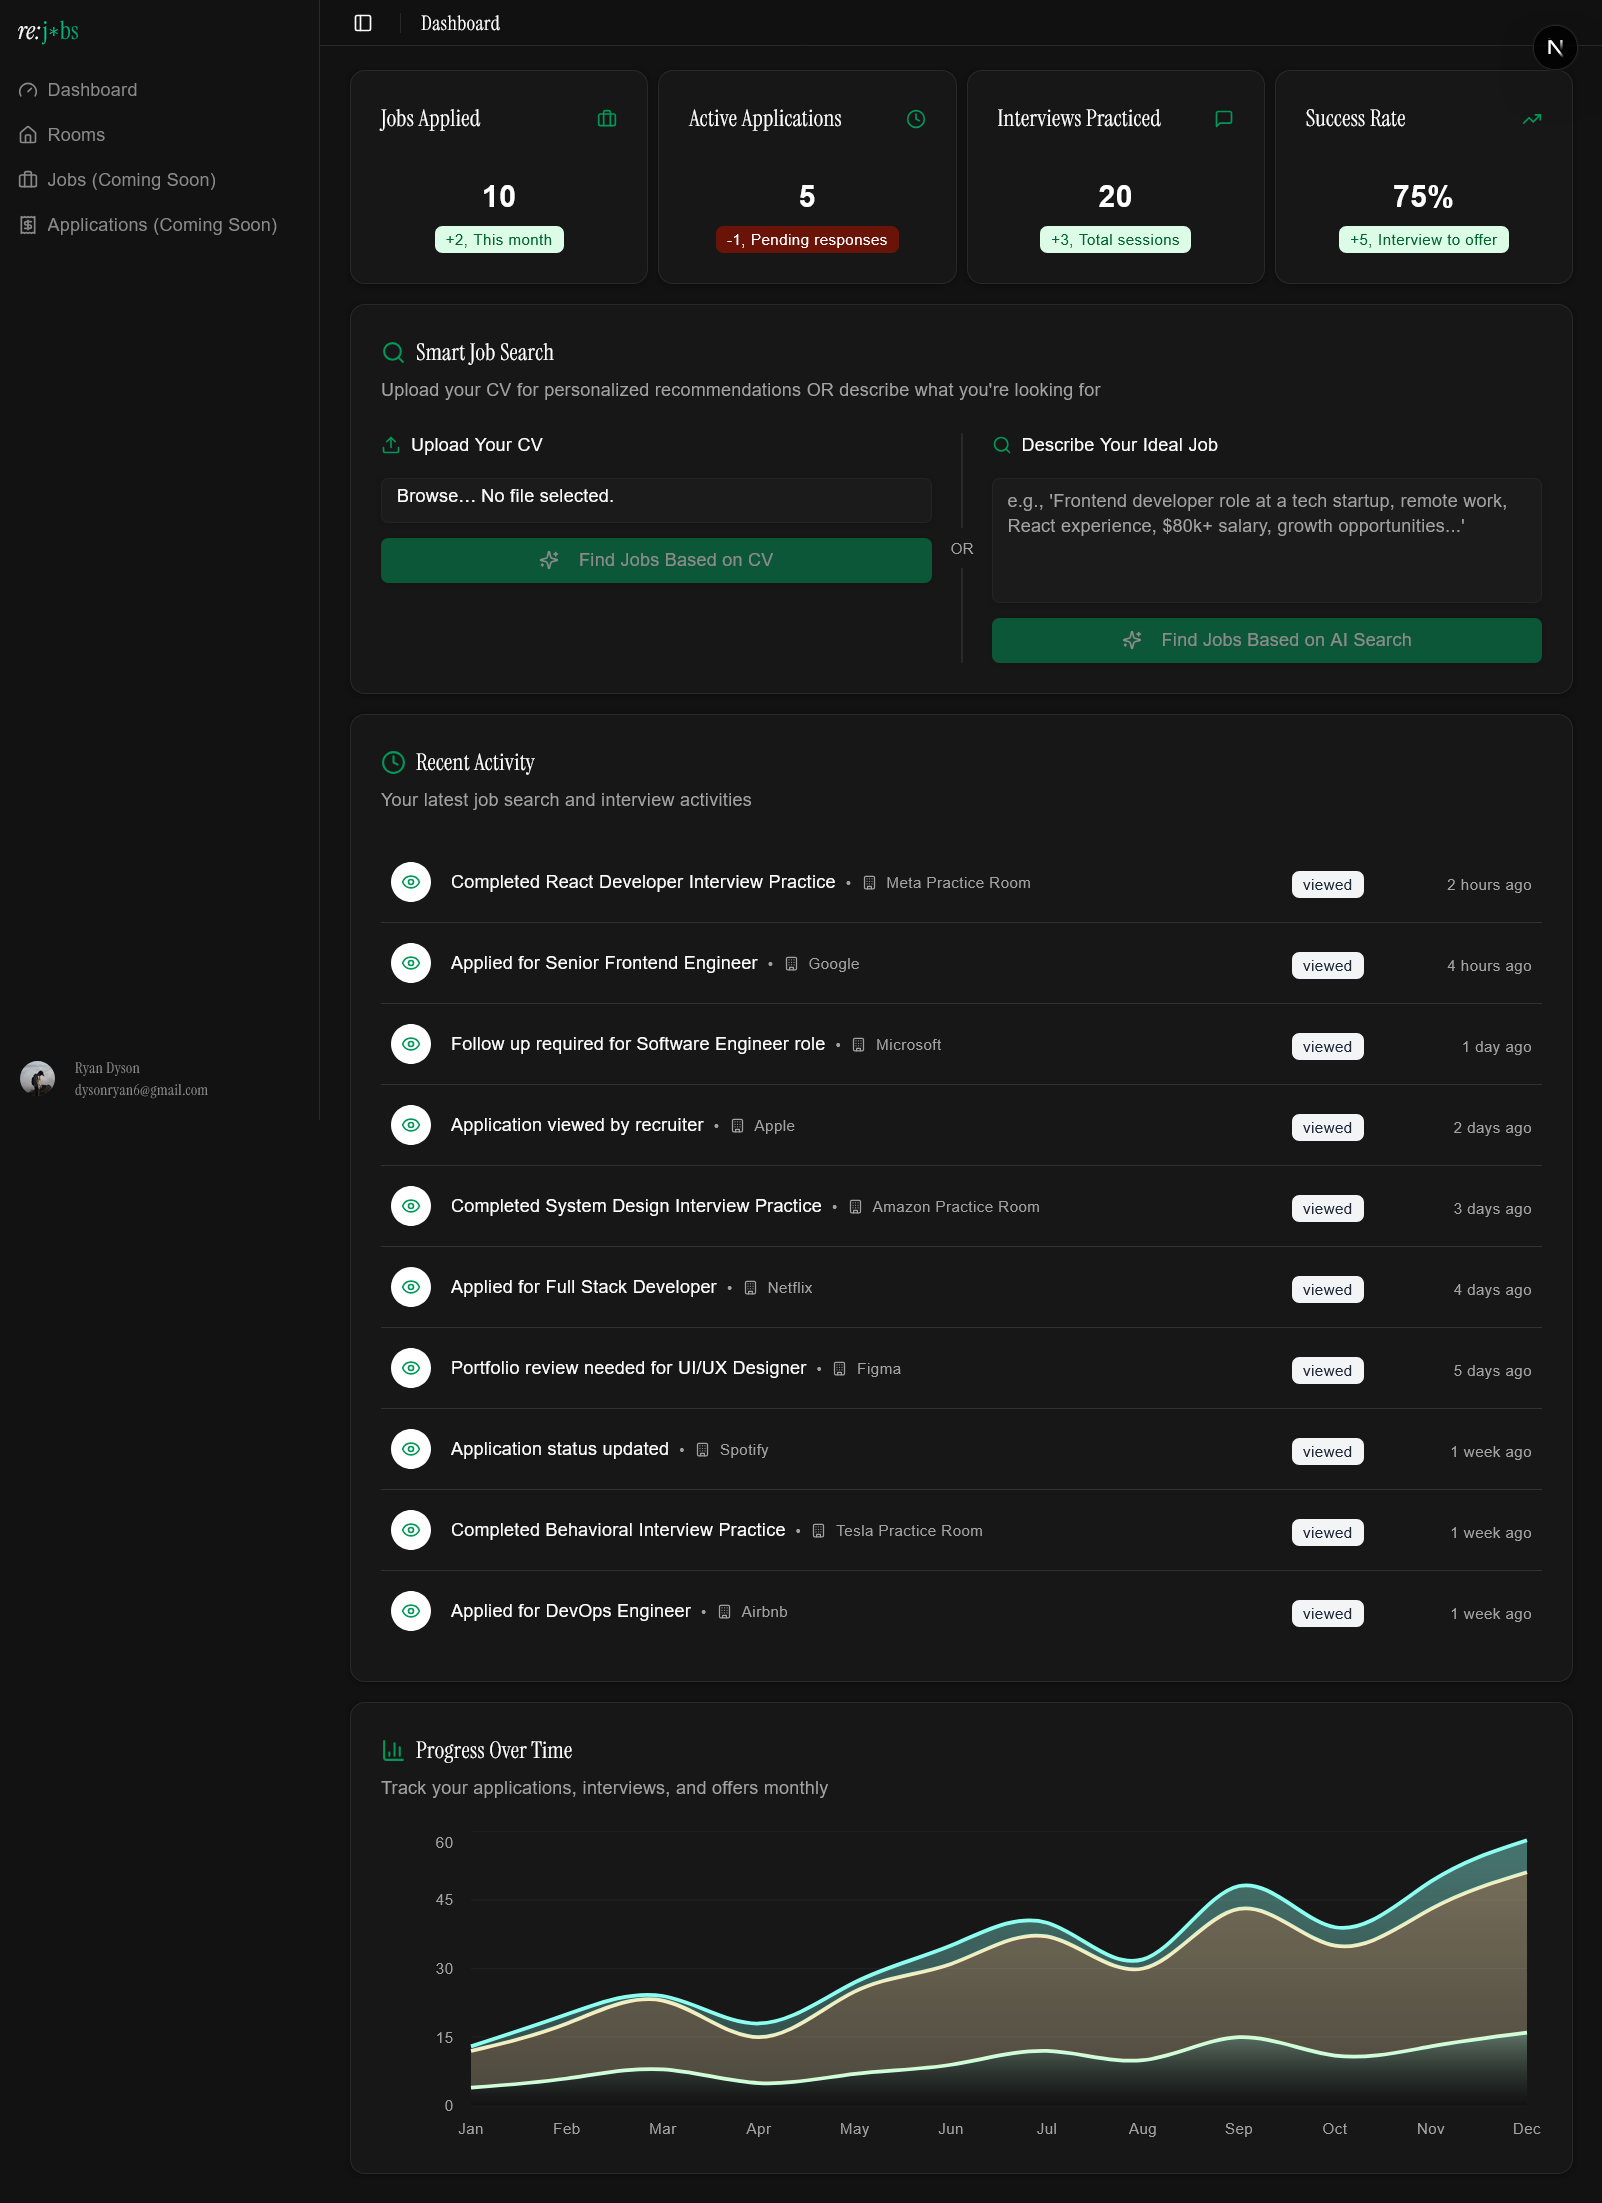 re:j*bs
Dashboard
Rooms
Jobs (Coming Soon)
Applications (Coming Soon)
Ryan Dyson
dysonryan6@gmail.com
Dashboard
N
Jobs Applied
10
+2, This month
Active Applications
5
-1, Pending responses
Interviews Practiced
20
+3, Total sessions
Success Rate
75%
+5, Interview to offer
Smart Job Search
Upload your CV for personalized recommendations OR describe what you're looking for
Upload Your CV
Browse… No file selected.
Find Jobs Based on CV
OR
Describe Your Ideal Job
e.g., 'Frontend developer role at a tech startup, remote work,
React experience, $80k+ salary, growth opportunities...'
Find Jobs Based on AI Search
Recent Activity
Your latest job search and interview activities
Completed React Developer Interview Practice • Meta Practice Room viewed 2 hours ago
Applied for Senior Frontend Engineer • Google viewed 4 hours ago
Follow up required for Software Engineer role • Microsoft viewed 1 day ago
Application viewed by recruiter • Apple viewed 2 days ago
Completed System Design Interview Practice • Amazon Practice Room viewed 3 days ago
Applied for Full Stack Developer • Netflix viewed 4 days ago
Portfolio review needed for UI/UX Designer • Figma viewed 5 days ago
Application status updated • Spotify viewed 1 week ago
Completed Behavioral Interview Practice • Tesla Practice Room viewed 1 week ago
Applied for DevOps Engineer • Airbnb viewed 1 week ago
Progress Over Time
Track your applications, interviews, and offers monthly
60
45
30
15
0
Jan Feb Mar Apr May Jun Jul Aug Sep Oct Nov Dec